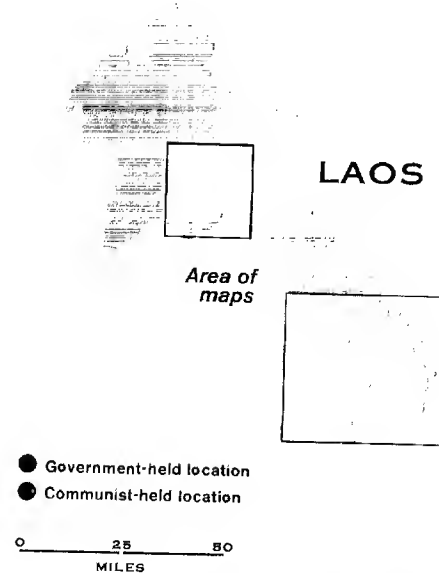 LAOS
Area of
maps
Government-held location
Communist-held location
0 25 50
MILES